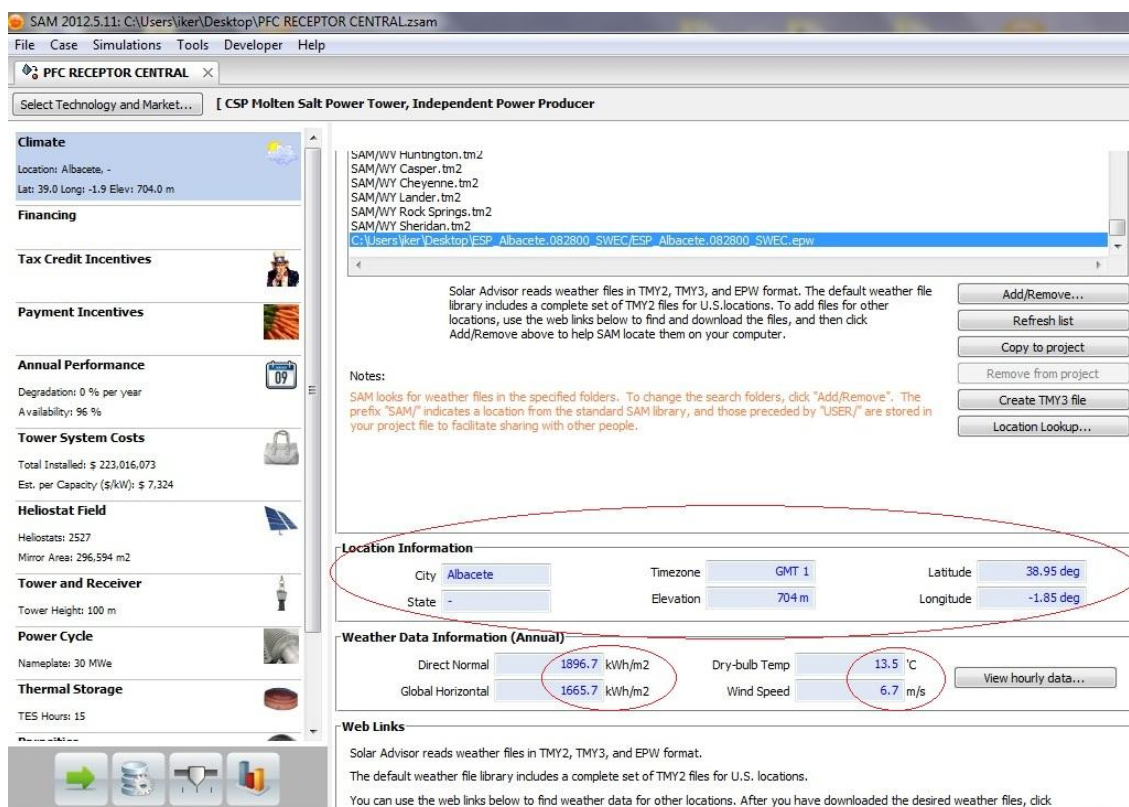 SAM 2012.5.11: C:\Users\iker\Desktop\PFC RECEPTOR CENTRAL.zsam
File Case Simulations Tools Developer Help
PFC RECEPTOR CENTRAL
Select Technology and Market... [ CSP Molten Salt Power Tower, Independent Power Producer
Climate
Location: Albacete, -
Lat: 39.0 Long: -1.9 Elev: 704.0 m
Financing
Tax Credit Incentives
Payment Incentives
Annual Performance
Degradation: 0 % per year
Availability: 96 %
09
Tower System Costs
Total Installed: $ 223,016,073
Est. per Capacity ($/kW): $ 7,324
Heliostat Field
Heliostats: 2527
Mirror Area: 296,594 m2
Tower and Receiver
Tower Height: 100 m
Power Cycle
Nameplate: 30 MWe
Thermal Storage
TES Hours: 15
SAM/WY Huntington.tm2
SAM/WY Casper.tm2
SAM/WY Cheyenne.tm2
SAM/WY Lander.tm2
SAM/WY Rock Springs.tm2
SAM/WY Sheridan.tm2
C:\Users\iker\Desktop\ESP_Albacete.082800_SWEC/ESP_Albacete.082800_SWEC.epw
Solar Advisor reads weather files in TMY2, TMY3, and EPW format. The default weather file
library includes a complete set of TMY2 files for U.S.locations. To add files for other
locations, use the web links below to find and download the files, and then click
Add/Remove above to help SAM locate them on your computer.
Add/Remove...
Refresh list
Copy to project
Remove from project
Create TMY3 file
Location Lookup...
Notes:
SAM looks for weather files in the specified folders. To change the search folders, click "Add/Remove". The
prefix "SAM/" indicates a location from the standard SAM library, and those preceded by "USER/" are stored in
your project file to facilitate sharing with other people.
Location Information
City Albacete Timezone GMT 1 Latitude 38.95 deg
State - Elevation 704 m Longitude -1.85 deg
Weather Data Information (Annual)
Direct Normal 1896.7 kWh/m2 Dry-bulb Temp 13.5 'C
Global Horizontal 1665.7 kWh/m2 Wind Speed 6.7 m/s
View hourly data...
Web Links
Solar Advisor reads weather files in TMY2, TMY3, and EPW format.
The default weather file library includes a complete set of TMY2 files for U.S. locations.
You can use the web links below to find weather data for other locations. After you have downloaded the desired weather files, click